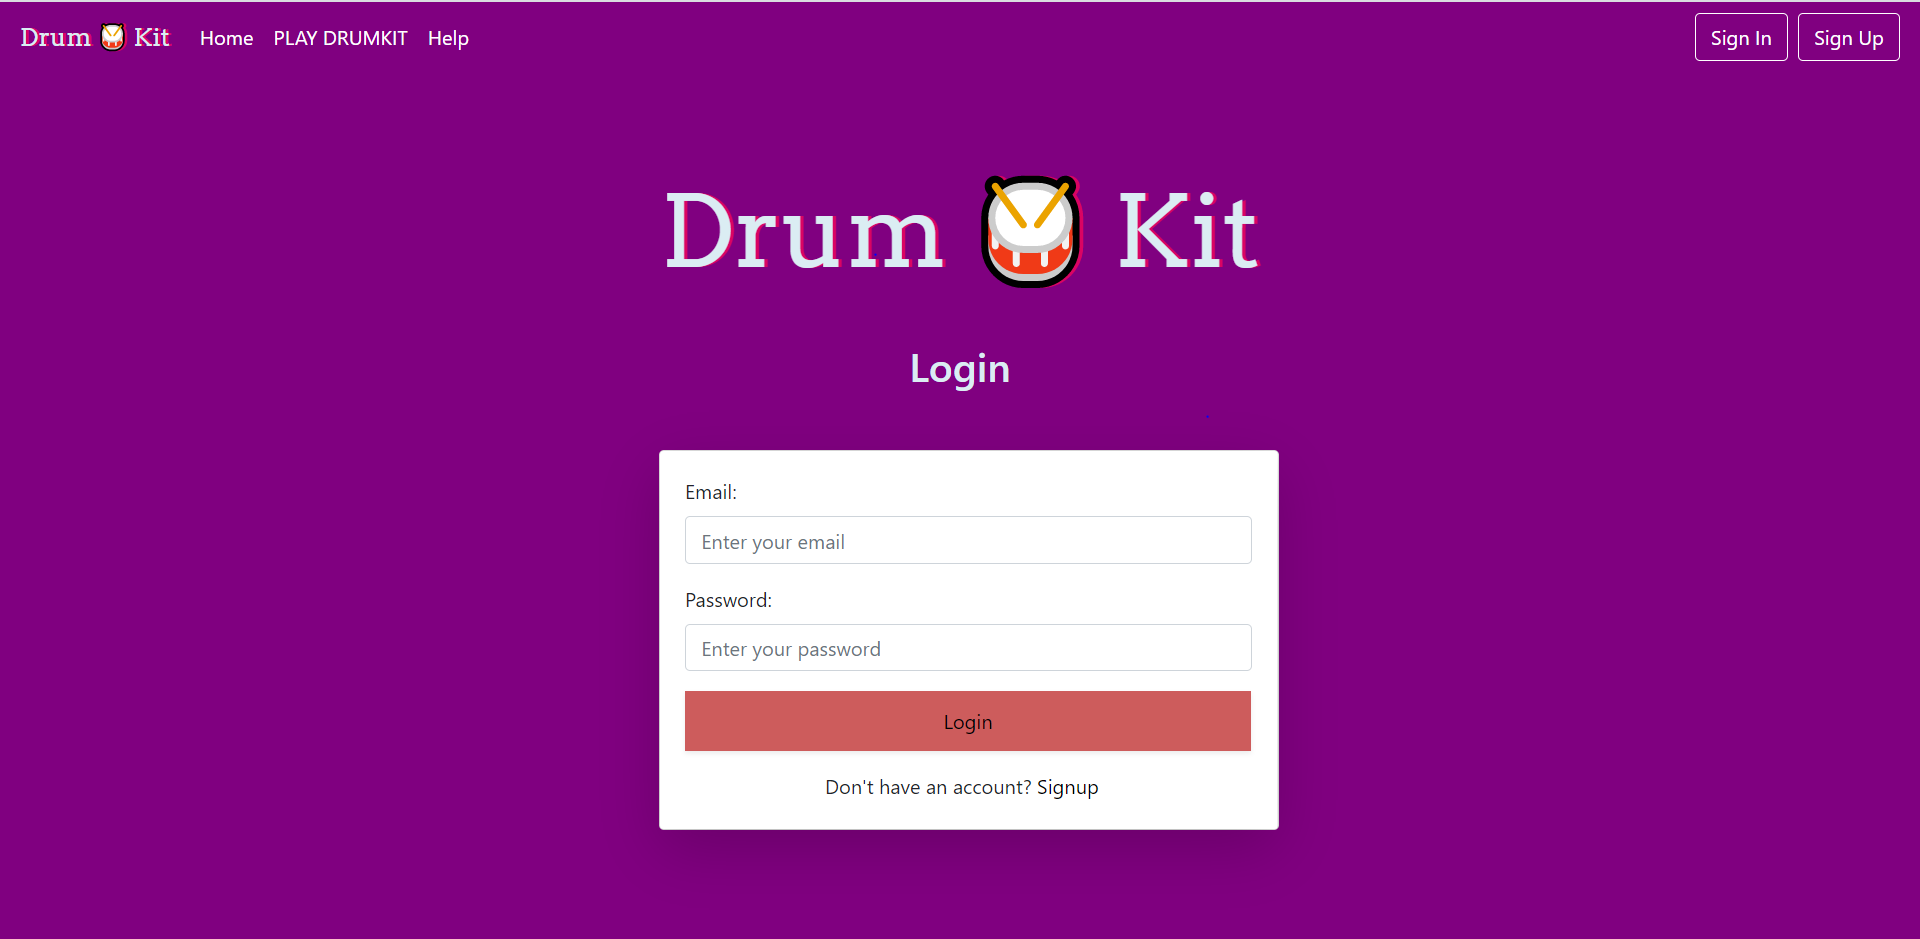 Drum 🥁 Kit Home PLAY DRUMKIT Help Sign In Sign Up
Drum 🥁 Kit
Login
Email:
Enter your email
Password:
Enter your password
Login
Don't have an account? Signup